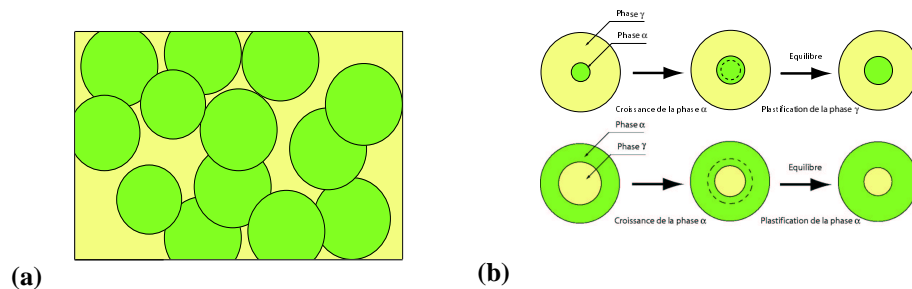 Phase γ
Phase α
Equilibre
Croissance de la phase α
Plastification de la phase γ
Phase α
Phase γ
Equilibre
Croissance de la phase α
Plastification de la phase α
(a)
(b)